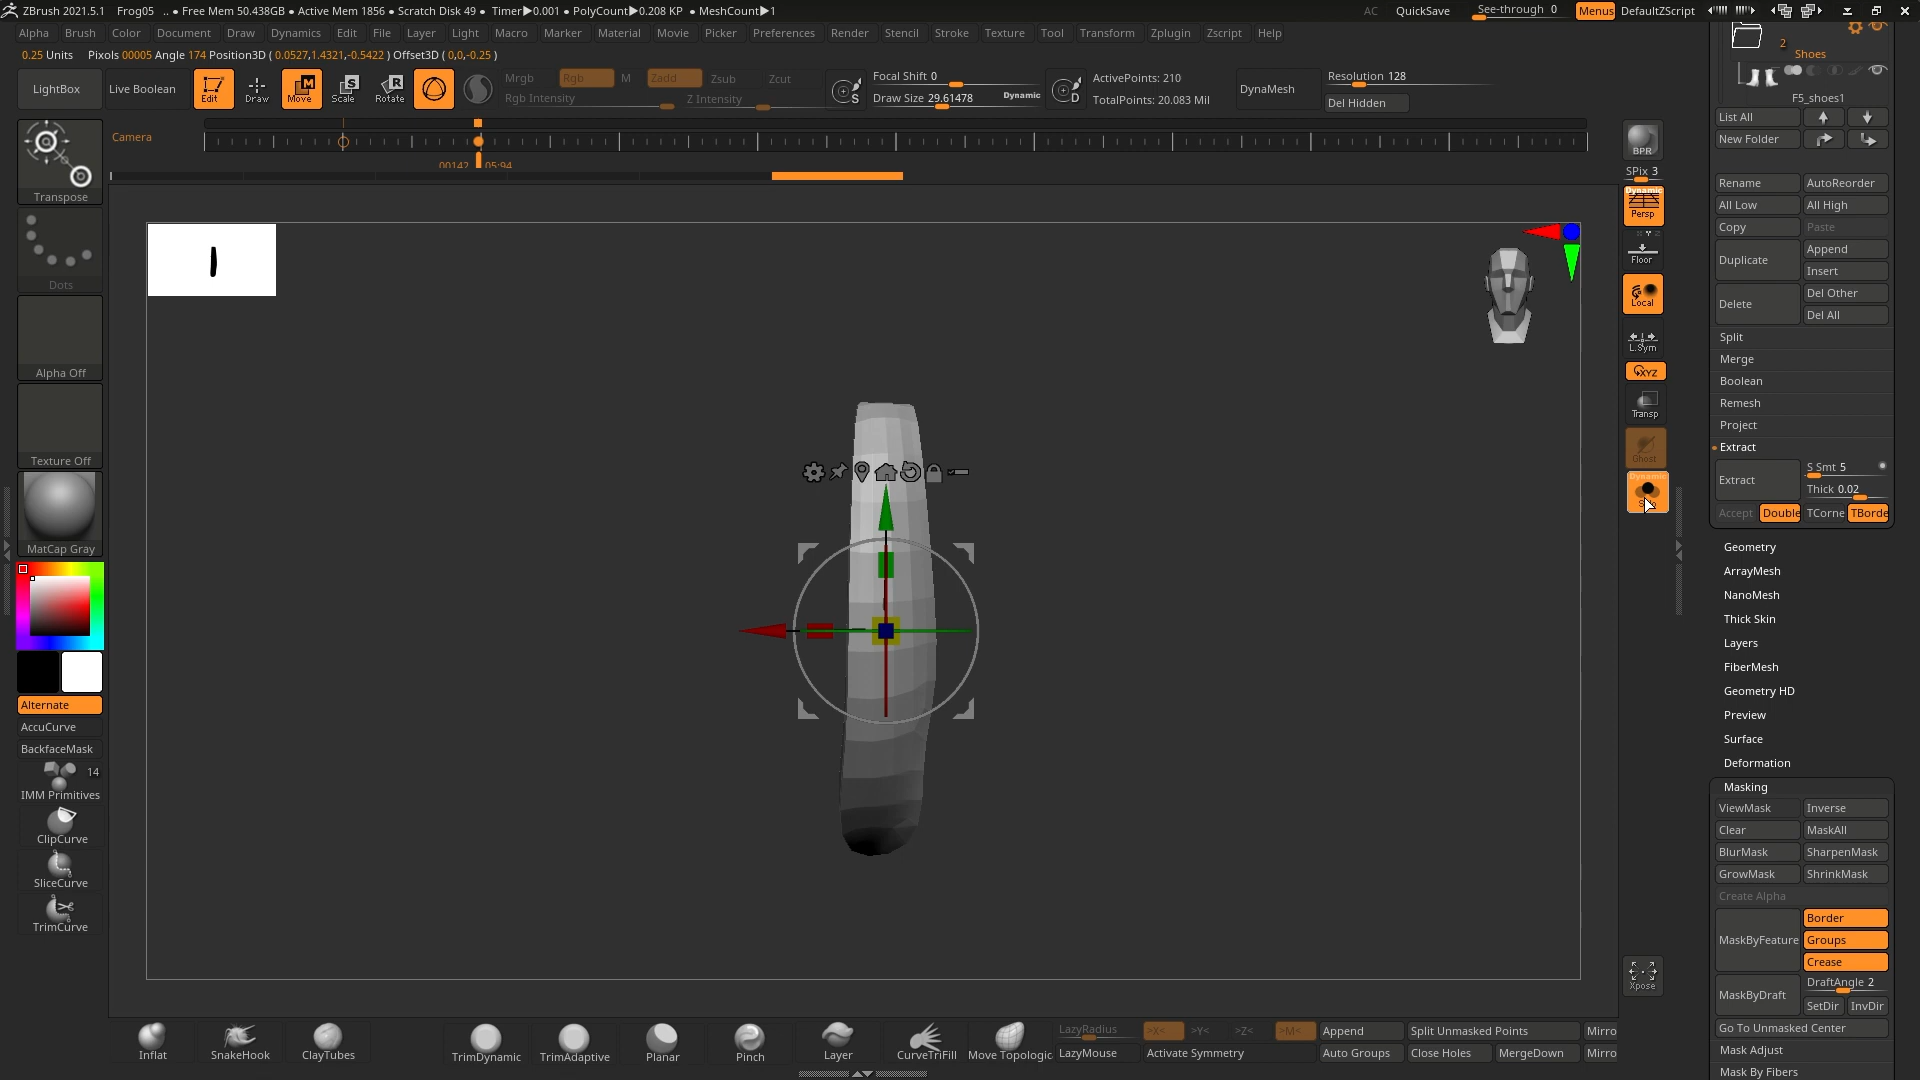 ZBrush 2021.5.1 Frog05 .. • Free Mem 50.438GB • Active Mem 1856 • Scratch Disk 49 • Timer▶0.001 • PolyCount▶0.208 KP • MeshCount▶1 AC QuickSave See-through 0 Menus DefaultZScript
Alpha Brush Color Document Draw Dynamics Edit File Layer Light Macro Marker Material Movie Picker Preferences Render Stencil Stroke Texture Tool Transform Zplugin Zscript Help
0.25 Units Pixols 00005 Angle 174 Position3D ( 0.0527,1.4321,-0.5422 ) Offset3D ( 0,0,-0.25 )
LightBox Live Boolean Edit Draw Move Scale Rotate
Mrgb Rgb M Zadd Zsub Zcut
Rgb Intensity Z Intensity
S Focal Shift 0
Draw Size 29.61478 Dynamic D
ActivePoints: 210
TotalPoints: 20.083 Mil
DynaMesh
Resolution 128
Del Hidden
Camera
00142 05:94
Transpose
Dots
Alpha Off
Texture Off
MatCap Gray
Alternate
AccuCurve
BackfaceMask
14
IMM Primitives
ClipCurve
SliceCurve
TrimCurve
BPR
SPix 3
Dynamic
Persp
Floor
Local
L.Sym
XYZ
Transp
Ghost
Dynamic
Xpose
2
Shoes
F5_shoes1
List All
New Folder
Rename AutoReorder
All Low All High
Copy Paste
Duplicate Append
Insert
Delete Del Other
Del All
Split
Merge
Boolean
Remesh
Project
Extract
Extract S Smt 5
Thick 0.02
Accept Double TCorne TBorde
Geometry
ArrayMesh
NanoMesh
Thick Skin
Layers
FiberMesh
Geometry HD
Preview
Surface
Deformation
Masking
ViewMask Inverse
Clear MaskAll
BlurMask SharpenMask
GrowMask ShrinkMask
Create Alpha
MaskByFeature Border
Groups
Crease
MaskByDraft DraftAngle 2
SetDir InvDir
Go To Unmasked Center
Mask Adjust
Mask By Fibers
Inflat SnakeHook ClayTubes TrimDynamic TrimAdaptive Planar Pinch Layer CurveTriFill Move Topologic
LazyRadius >X< >Y< >Z< >M< Append Split Unmasked Points Mirro
LazyMouse Activate Symmetry Auto Groups Close Holes MergeDown Mirro